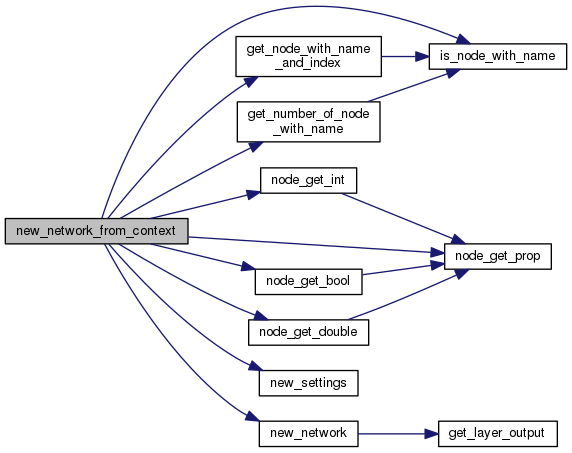 get_node_with_name
_and_index
is_node_with_name
get_number_of_node
_with_name
node_get_int
new_network_from_context
node_get_prop
node_get_bool
node_get_double
new_settings
new_network
get_layer_output